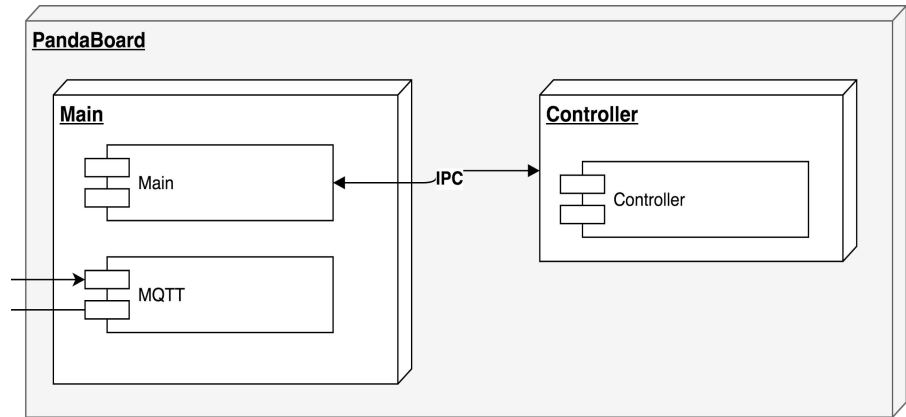 PandaBoard
Main
Controller
Main
IPC
Controller
MQTT